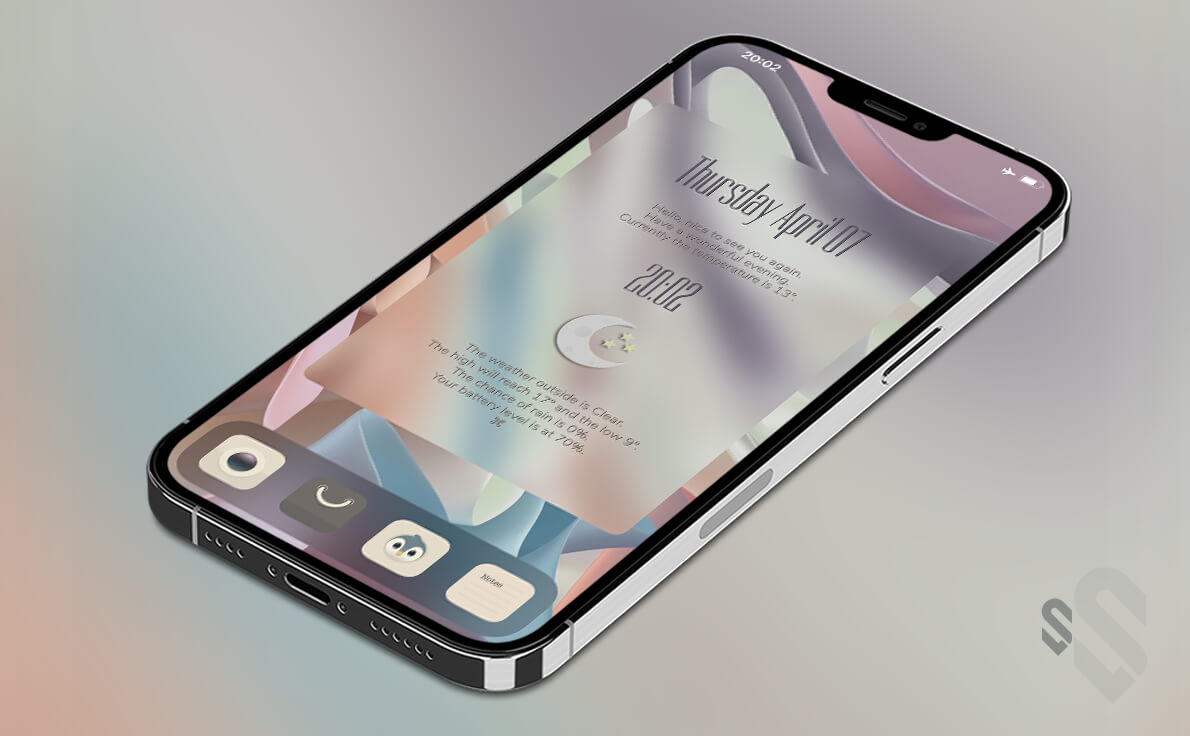 20:02
Thursday April 07
Hello, nice to see you again.
Have a wonderful evening.
Currently the temperature is 13°.
20:02
The weather outside is Clear.
The high will reach 17° and the low 9°.
The chance of rain is 0%.
Your battery level is at 70%.
Notes